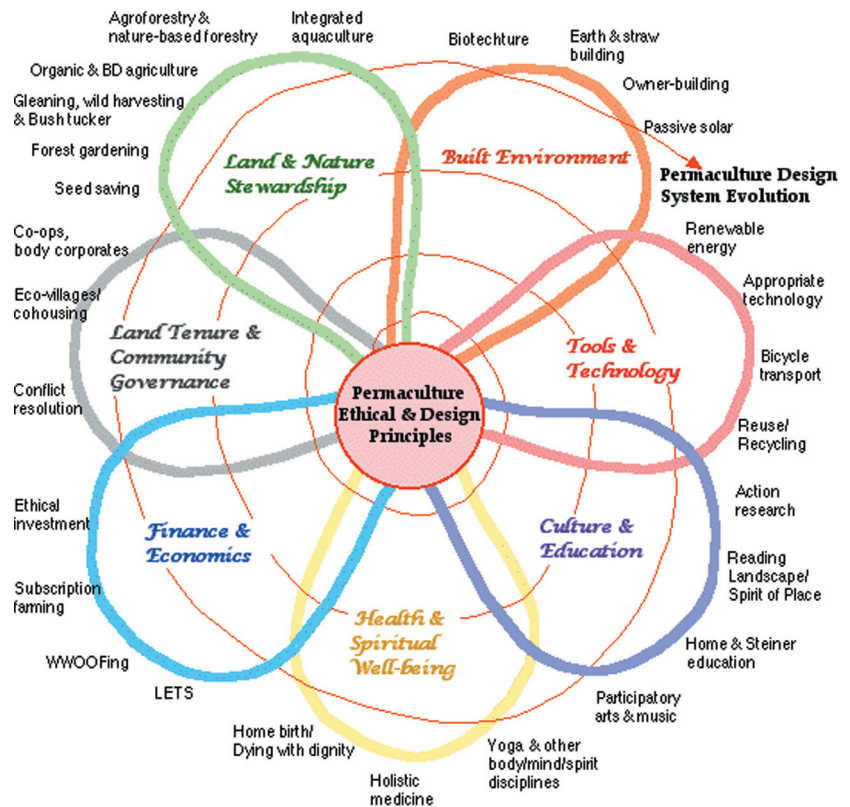 Agroforestry &
nature-based forestry
Integrated
aquaculture
Biotechture
Earth & straw
building
Organic & BD agriculture
Owner-building
Gleaning, wild harvesting
& Bush tucker
Passive solar
Forest gardening
Land & Nature
Stewardship
Built Environment
Permaculture Design
System Evolution
Seed saving
Co-ops,
body corporates
Renewable
energy
Eco-villages/
cohousing
Appropriate
technology
Land Tenure &
Community
Governance
Tools &
Technology
Bicycle
transport
Conflict
resolution
Permaculture
Ethical & Design
Principles
Reuse/
Recycling
Ethical
investment
Action
research
Finance &
Economics
Culture &
Education
Reading
Landscape/
Spirit of Place
Subscription
farming
Health &
Spiritual
Well-being
Home & Steiner
education
WWOOFing
LETS
Participatory
arts & music
Home birth/
Dying with dignity
Holistic
medicine
Yoga & other
body/mind/spirit
disciplines